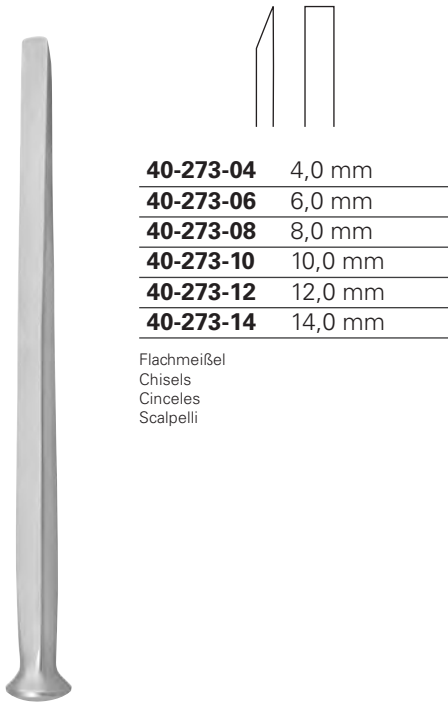 40-273-04 4,0 mm
40-273-06 6,0 mm
40-273-08 8,0 mm
40-273-10 10,0 mm
40-273-12 12,0 mm
40-273-14 14,0 mm
Flachmeißel
Chisels
Cinceles
Scalpelli